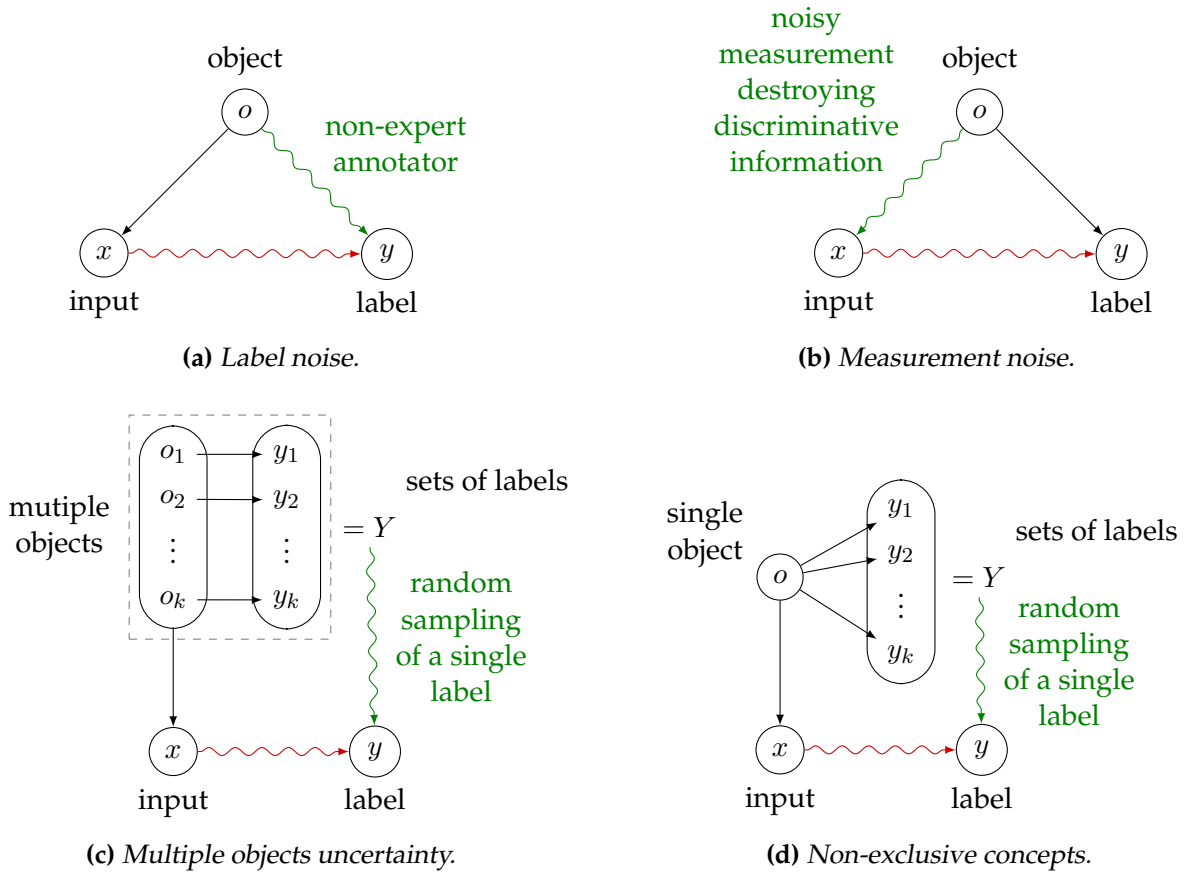 object
o
non-expert
annotator
x
y
input
label
(a) Label noise.
noisy
measurement
destroying
discriminative
information
object
o
x
y
input
label
(b) Measurement noise.
mutiple
objects
o₁
o₂
⋮
oₖ
y₁
y₂
⋮
yₖ
= Y
sets of labels
random
sampling
of a single
label
x
y
input
label
(c) Multiple objects uncertainty.
single
object
o
y₁
y₂
⋮
yₖ
= Y
sets of labels
random
sampling
of a single
label
x
y
input
label
(d) Non-exclusive concepts.